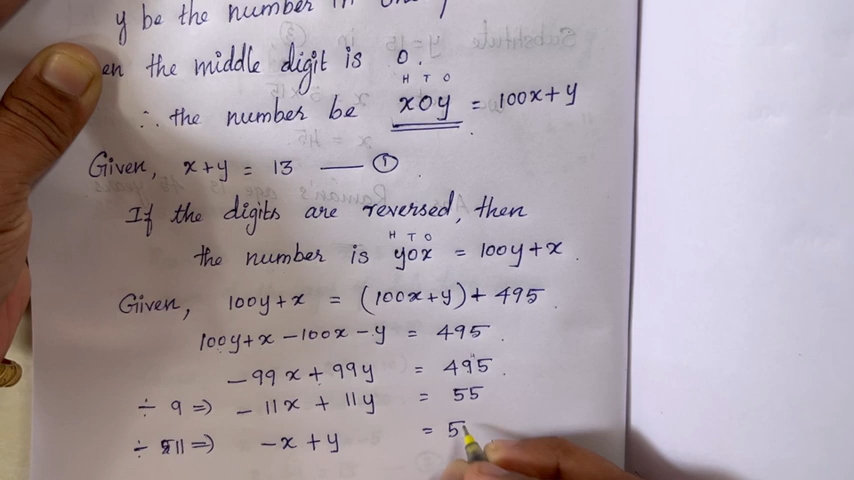 y be the number in
en the middle digit is 0.
H T O
∴ the number be x0y = 100x+y
Given, x+y = 13 —— ①.
If the digits are reversed, then
H T O
the number is y0x = 100y+x.
Given, 100y+x = (100x+y)+495
100y+x-100x-y = 495.
-99x+99y = 495.
÷ 9 => -11x + 11y = 55
÷ 11 => -x + y = 5